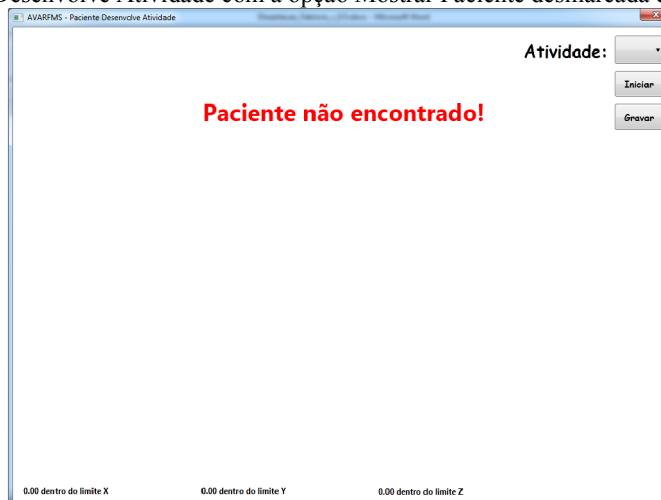 Desenvolve Atividade com a opção Mostrar Paciente desmarcada
AVARFMS - Paciente Desenvolve Atividade
Atividade:
Iniciar
Paciente não encontrado!
Gravar
0.00 dentro do limite X 0.00 dentro do limite Y 0.00 dentro do limite Z